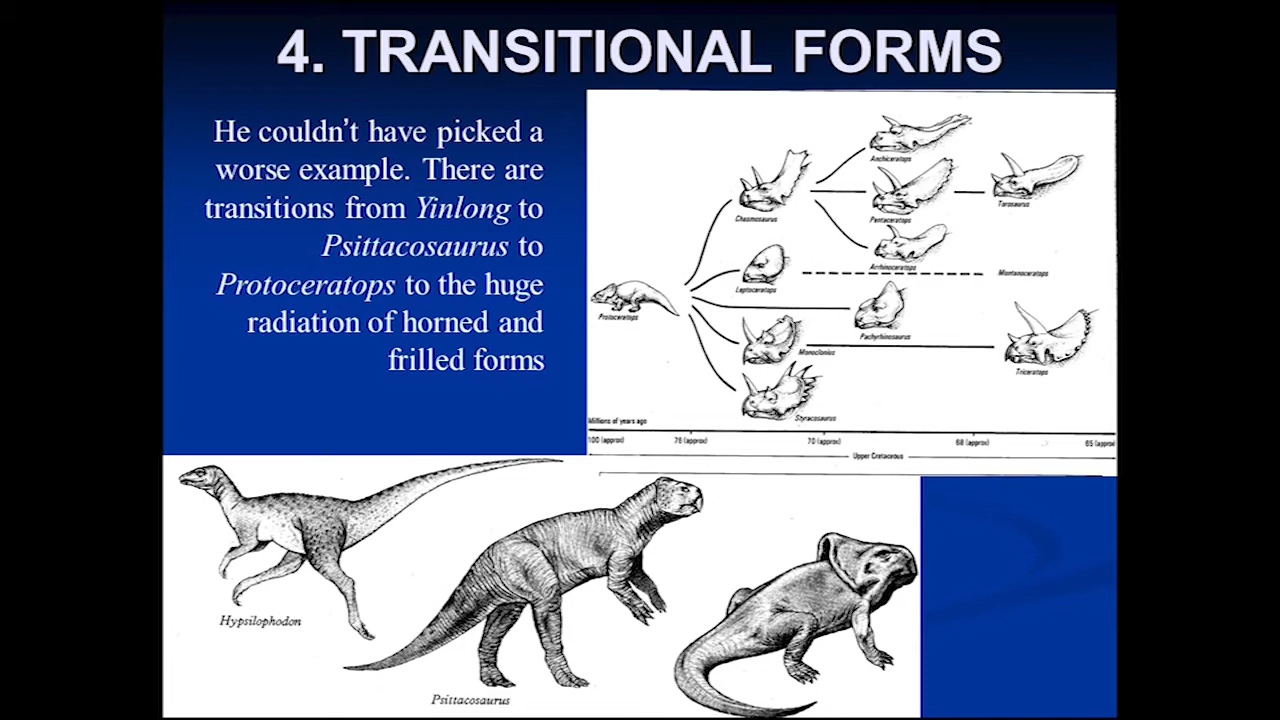 4. TRANSITIONAL FORMS
He couldn't have picked a
worse example. There are
transitions from Yinlong to
Psittacosaurus to
Protoceratops to the huge
radiation of horned and
frilled forms
Anchiceratops
Chasmosaurus
Pentaceratops
Torosaurus
Arrhinoceratops
Leptoceratops
Montanoceratops
Protoceratops
Pachyrhinosaurus
Monoclonius
Triceratops
Styracosaurus
Millions of years ago
100 (approx) 76 (approx) 70 (approx) 68 (approx) 65 (approx
Upper Cretaceous
Hypsilophodon
Psittacosaurus